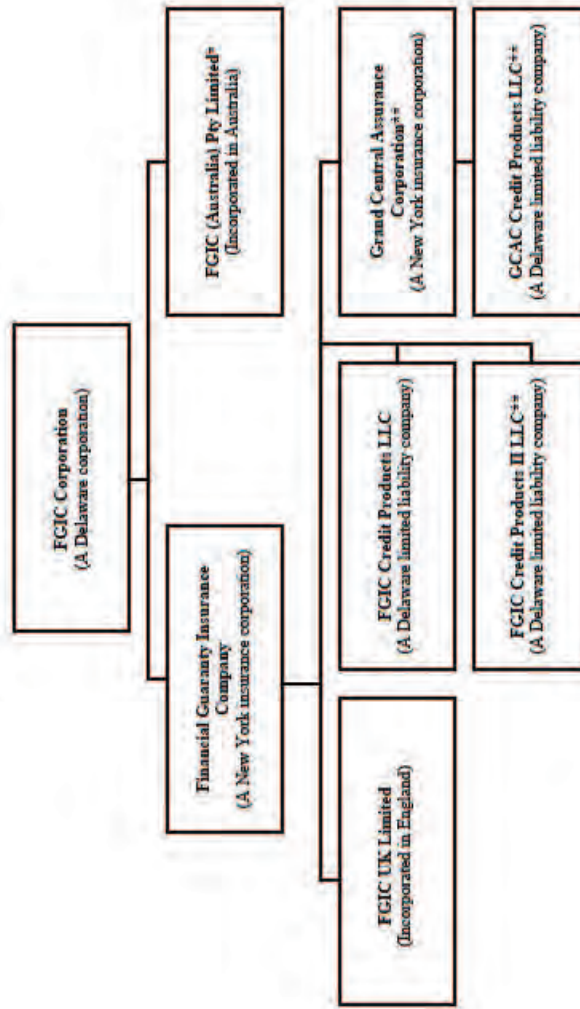 FGIC Corporation
(A Delaware corporation)
Financial Guaranty Insurance
Company
(A New York insurance corporation)
FGIC (Australia) Pty Limited*
(Incorporated in Australia)
FGIC UK Limited
(Incorporated in England)
FGIC Credit Products LLC
(A Delaware limited liability company)
Grand Central Assurance
Corporation**
(A New York insurance corporation)
FGIC Credit Products II LLC**
(A Delaware limited liability company)
GCAC Credit Products LLC**
(A Delaware limited liability company)